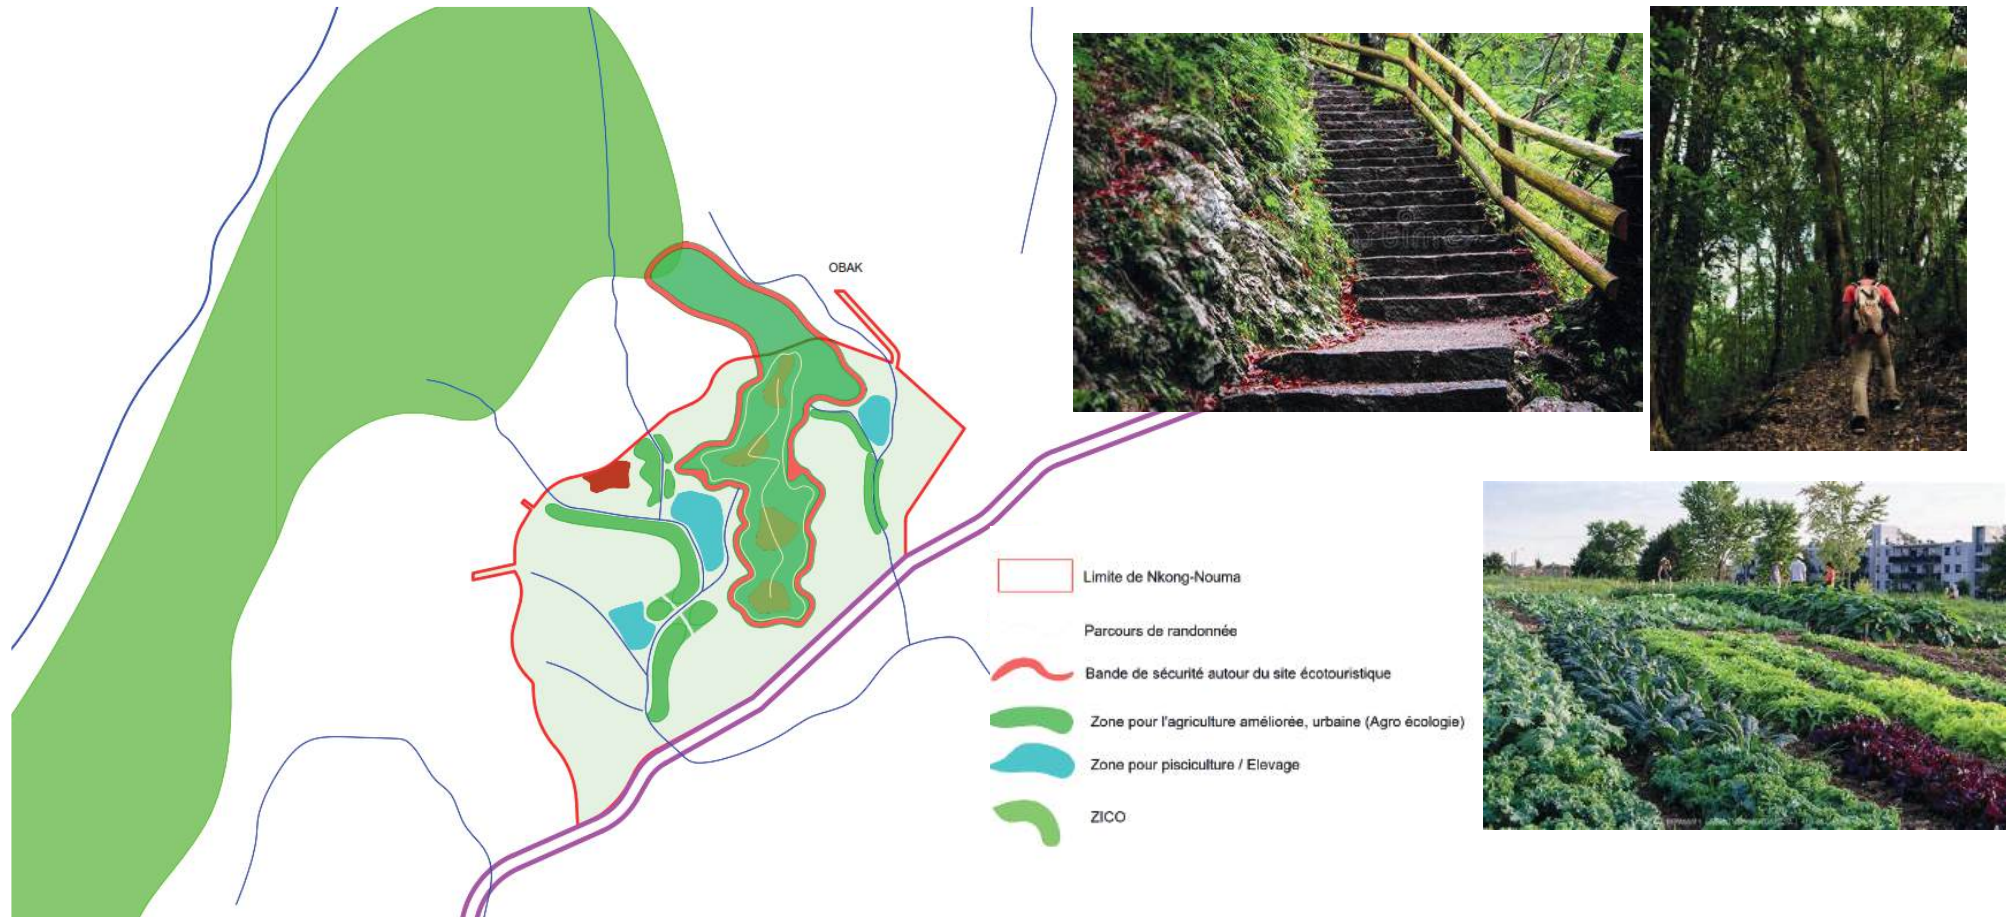 OBAK
Limite de Nkong-Nouma
Parcours de randonnée
Bande de sécurité autour du site écotouristique
Zone pour l'agriculture améliorée, urbaine (Agro écologie)
Zone pour pisciculture / Elevage
ZICO